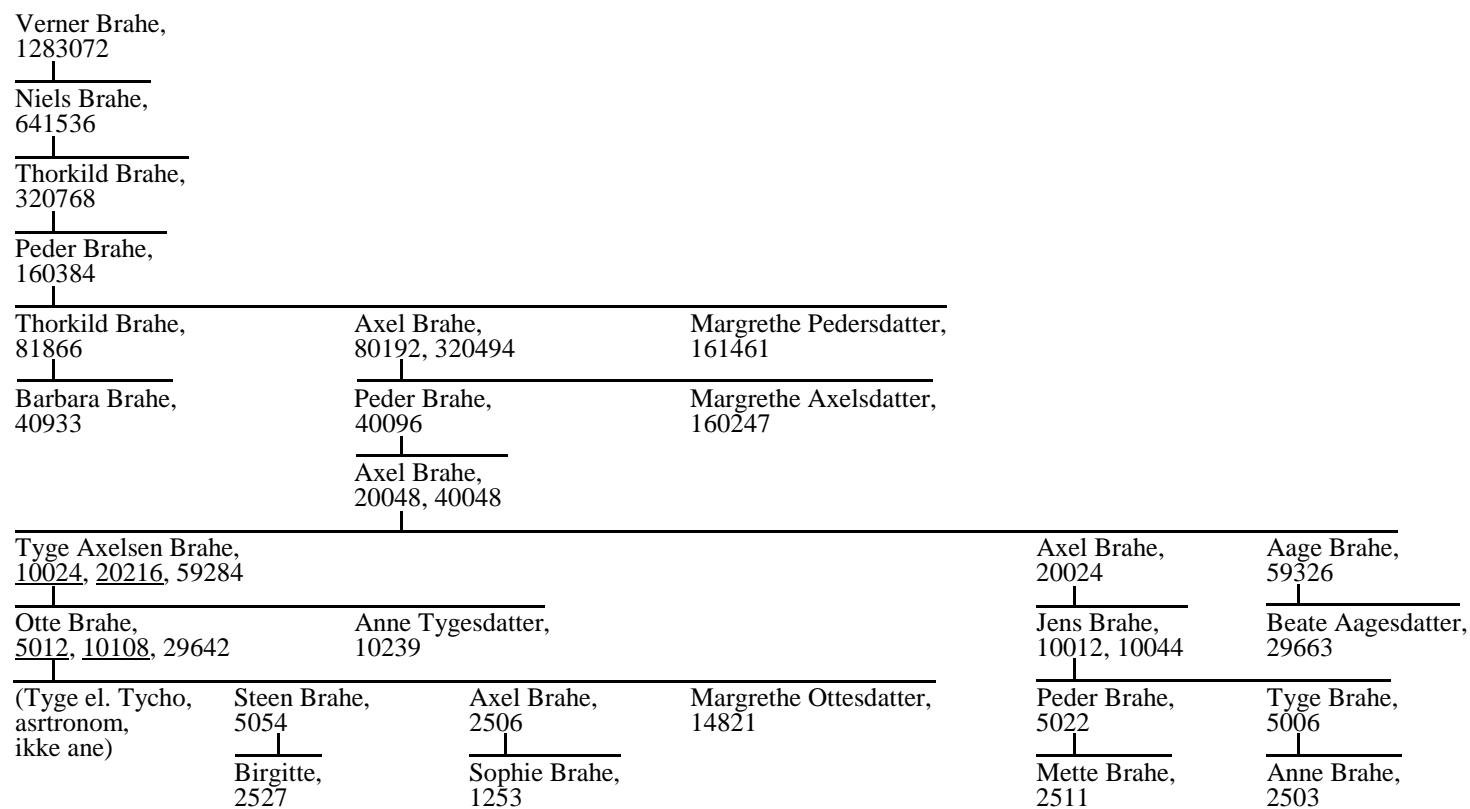 Verner Brahe,
1283072
Niels Brahe,
641536
Thorkild Brahe,
320768
Peder Brahe,
160384
Thorkild Brahe,
81866
Axel Brahe,
80192, 320494
Margrethe Pedersdatter,
161461
Barbara Brahe,
40933
Peder Brahe,
40096
Margrethe Axelsdatter,
160247
Axel Brahe,
20048, 40048
Tyge Axelsen Brahe,
10024, 20216, 59284
Axel Brahe,
20024
Aage Brahe,
59326
Otte Brahe,
5012, 10108, 29642
Anne Tygesdatter,
10239
Jens Brahe,
10012, 10044
Beate Aagesdatter,
29663
(Tyge el. Tycho,
asrtronom,
ikke ane)
Steen Brahe,
5054
Axel Brahe,
2506
Margrethe Ottesdatter,
14821
Peder Brahe,
5022
Tyge Brahe,
5006
Birgitte,
2527
Sophie Brahe,
1253
Mette Brahe,
2511
Anne Brahe,
2503